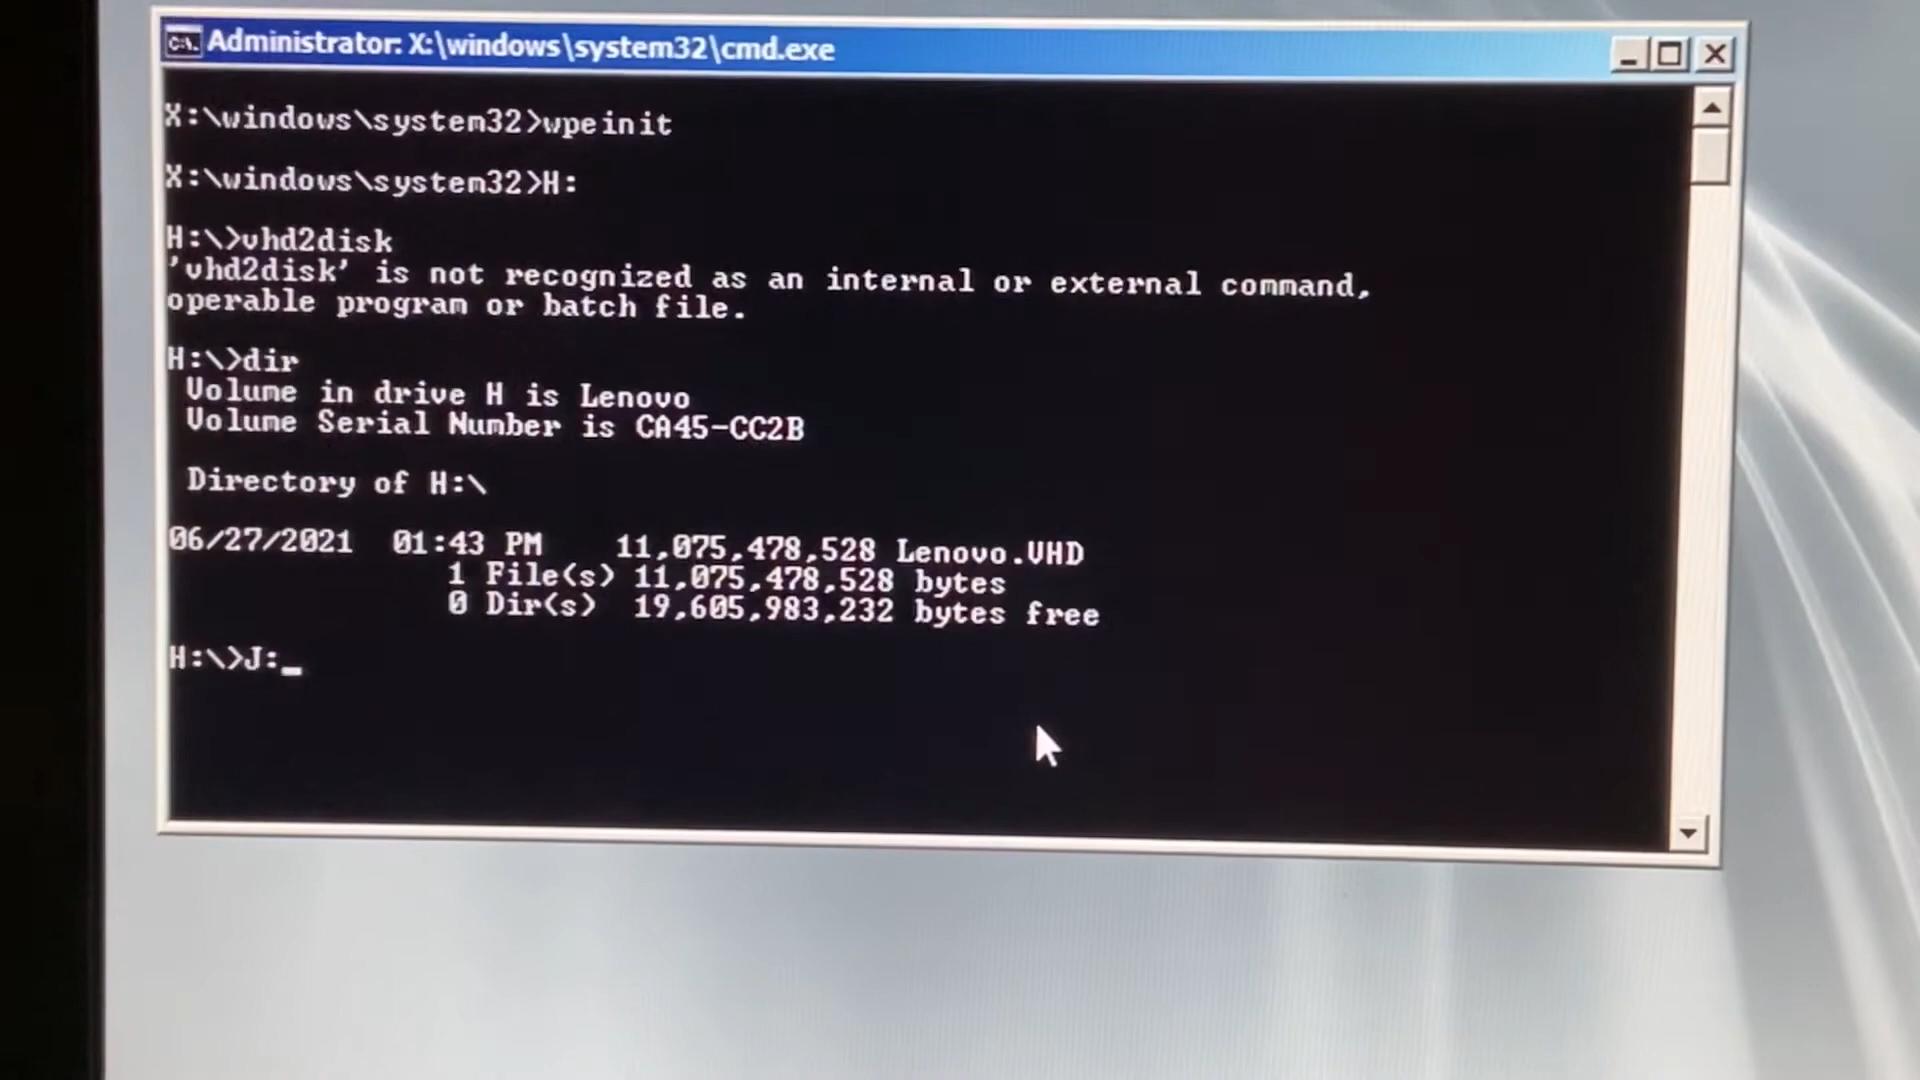 Administrator: X:\windows\system32\cmd.exe
X:\windows\system32>wpeinit
X:\windows\system32>H:
H:\>vhd2disk
'vhd2disk' is not recognized as an internal or external command,
operable program or batch file.
H:\>dir
Volume in drive H is Lenovo
Volume Serial Number is CA45-CC2B
Directory of H:\
06/27/2021 01:43 PM 11,075,478,528 Lenovo.VHD
1 File(s) 11,075,478,528 bytes
0 Dir(s) 19,605,983,232 bytes free
H:\>J:_